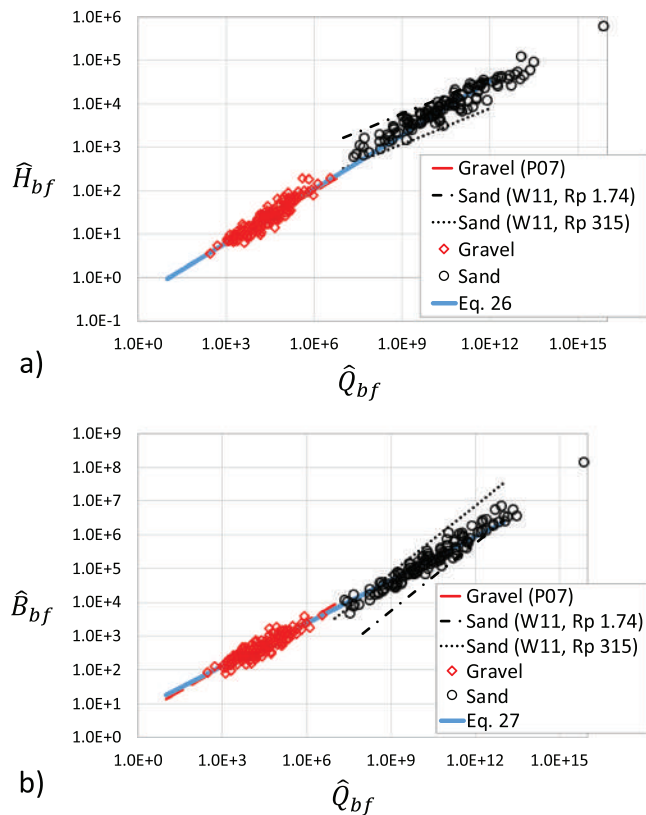 1.0E+6
1.0E+5
1.0E+4
1.0E+3
1.0E+2
1.0E+1
1.0E+0
1.0E-1
Ĥbf
Gravel (P07)
Sand (W11, Rp 1.74)
Sand (W11, Rp 315)
Gravel
Sand
Eq. 26
1.0E+0 1.0E+3 1.0E+6 1.0E+9 1.0E+12 1.0E+15
a)
Q̂bf
1.0E+9
1.0E+8
1.0E+7
1.0E+6
1.0E+5
1.0E+4
1.0E+3
1.0E+2
1.0E+1
1.0E+0
B̂bf
Gravel (P07)
Sand (W11, Rp 1.74)
Sand (W11, Rp 315)
Gravel
Sand
Eq. 27
1.0E+0 1.0E+3 1.0E+6 1.0E+9 1.0E+12 1.0E+15
b)
Q̂bf